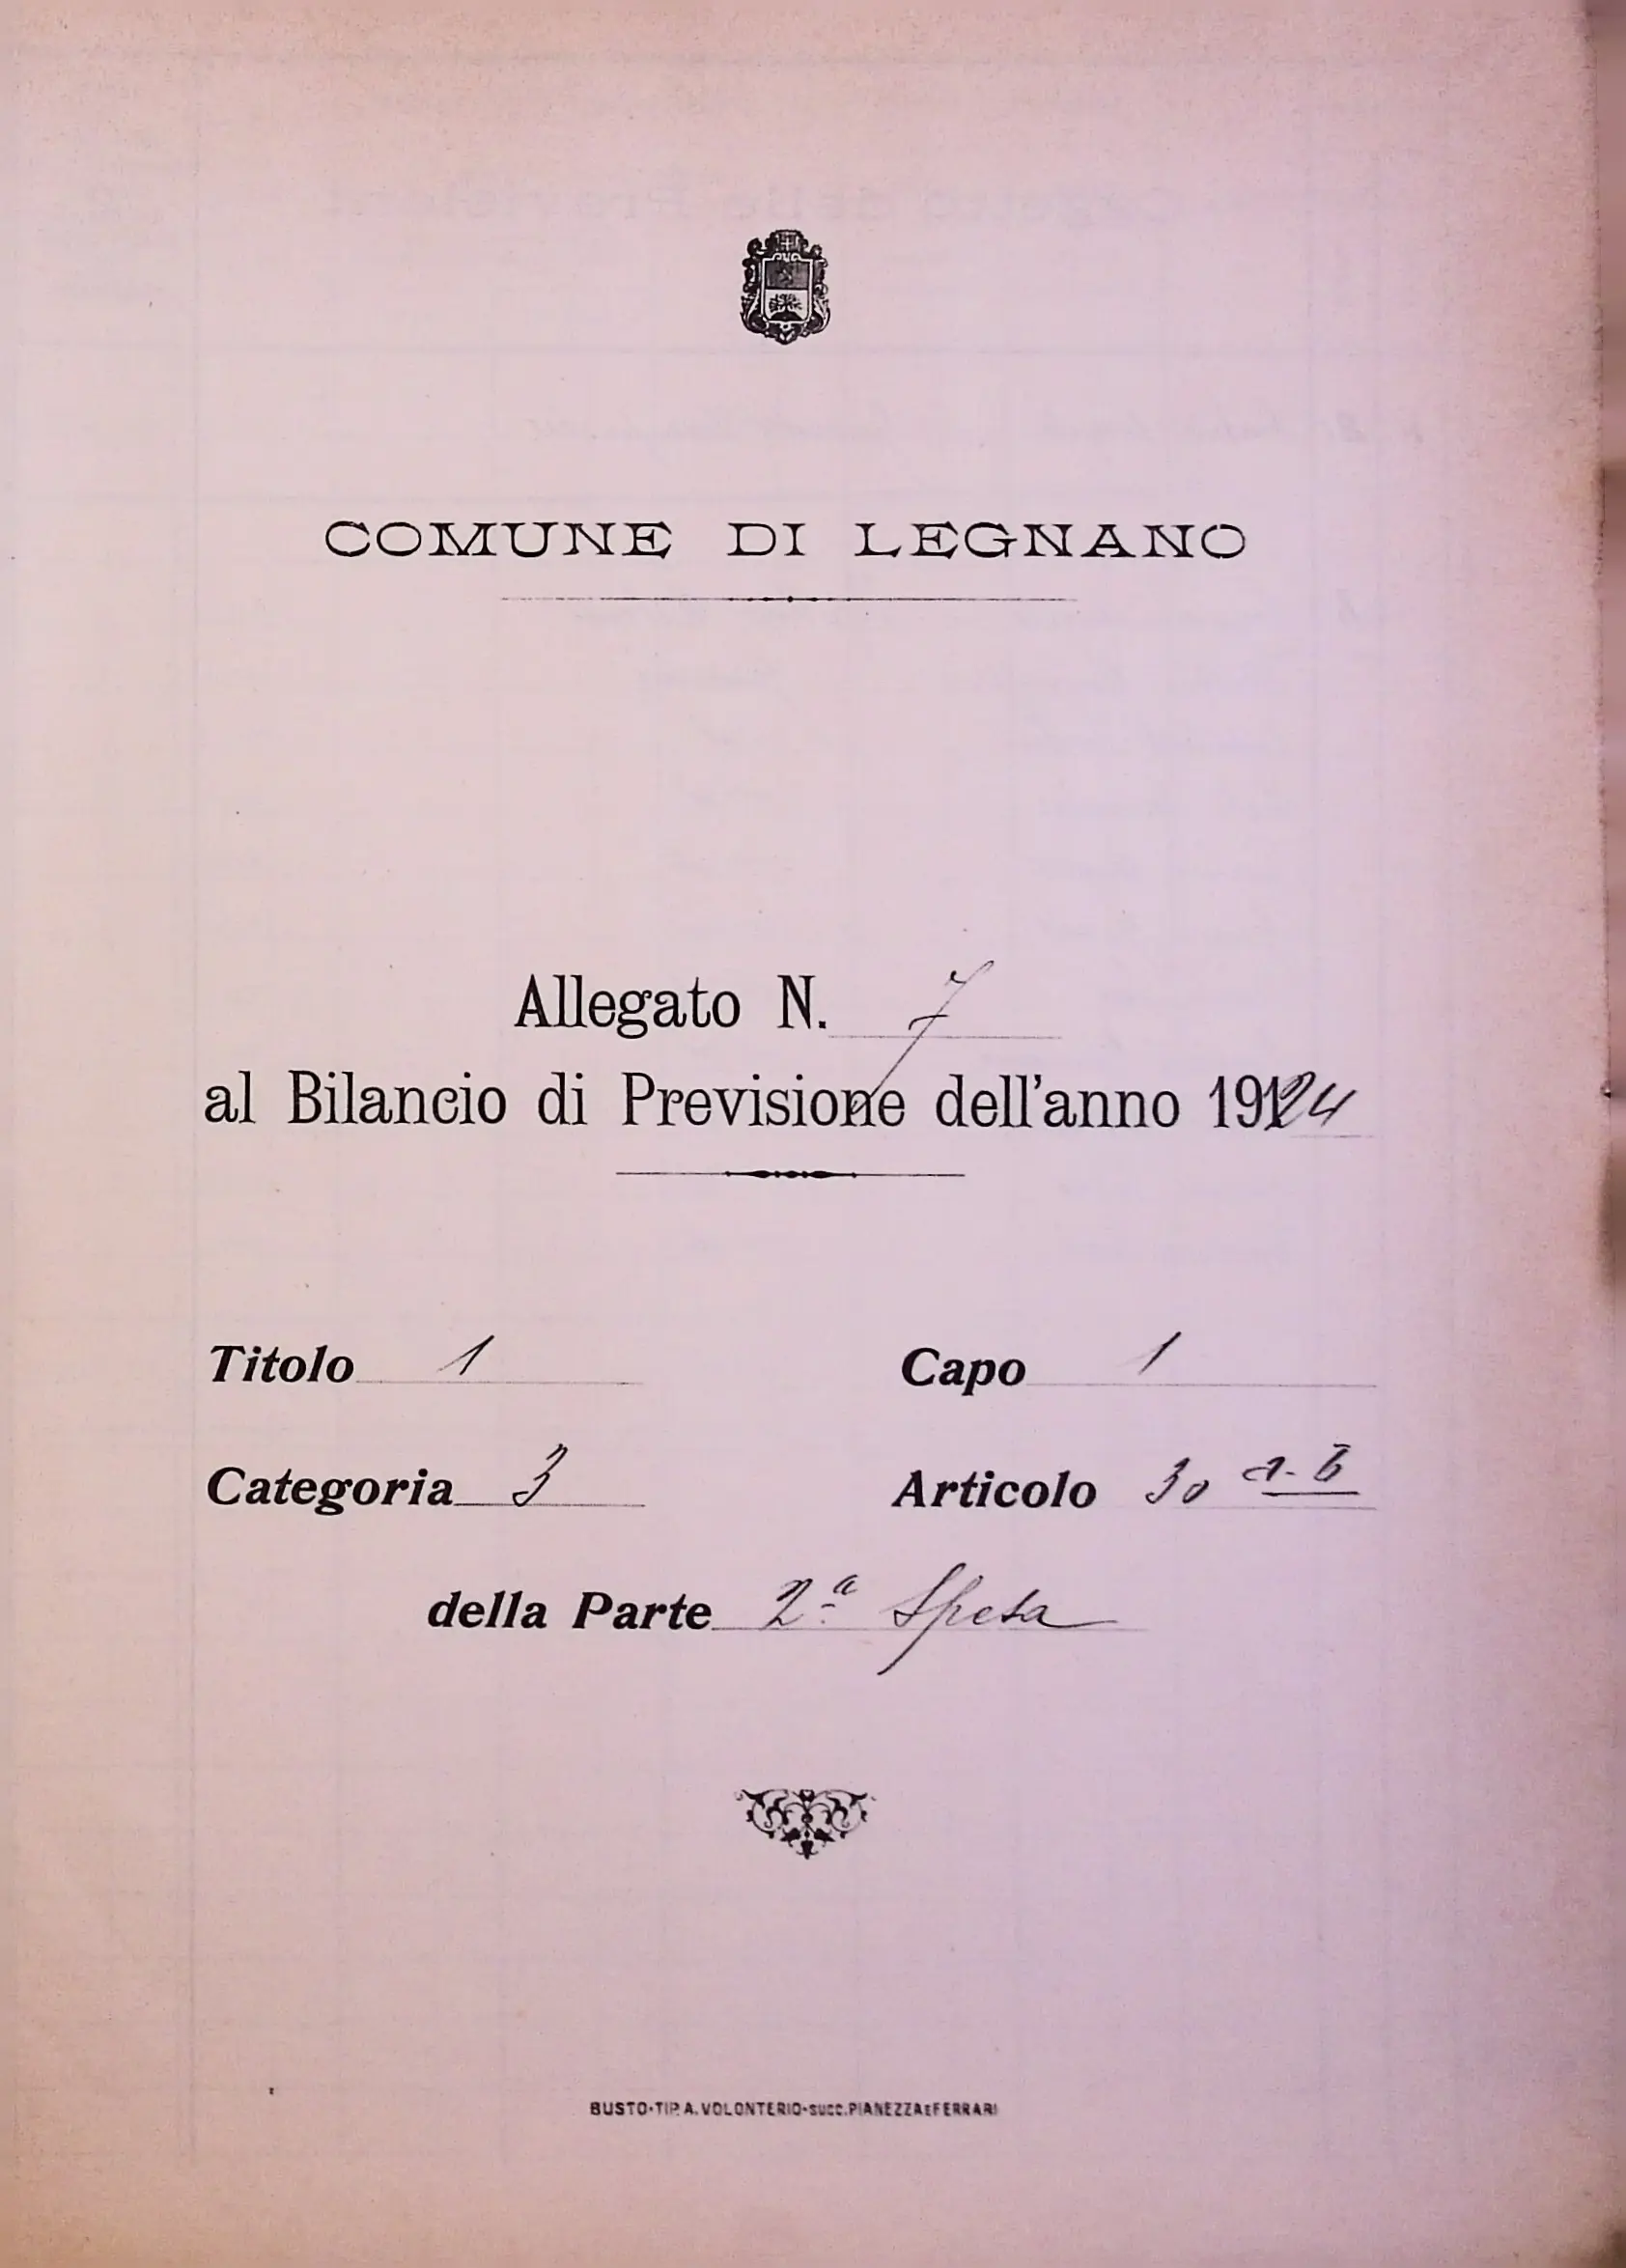 COMUNE DI LEGNANO
Allegato N. 7
al Bilancio di Previsione dell'anno 1924
Titolo 1 Capo 1
Categoria 3 Articolo 30 a-b
della Parte 2ª Spesa
BUSTO-TIP. A. VOLONTERIO-SUCC. PIANEZZA E FERRARI